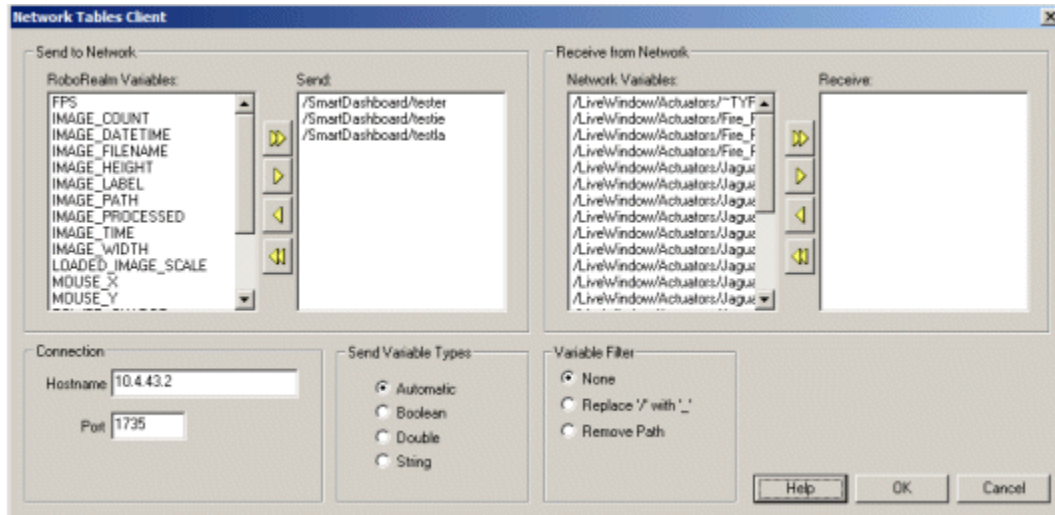 Network Tables Client
Send to Network
RoboRealm Variables:
FPS
IMAGE_COUNT
IMAGE_DATETIME
IMAGE_FILENAME
IMAGE_HEIGHT
IMAGE_LABEL
IMAGE_PATH
IMAGE_PROCESSED
IMAGE_TIME
IMAGE_WIDTH
LOADED_IMAGE_SCALE
MOUSE_X
MOUSE_Y
Send:
/SmartDashboard/tester
/SmartDashboard/testie
/SmartDashboard/testla
Receive from Network
Network Variables:
/LiveWindow/Actuators/~TYF
/LiveWindow/Actuators/Fire_F
/LiveWindow/Actuators/Fire_F
/LiveWindow/Actuators/Fire_F
/LiveWindow/Actuators/Jagua
/LiveWindow/Actuators/Jagua
/LiveWindow/Actuators/Jagua
/LiveWindow/Actuators/Jagua
/LiveWindow/Actuators/Jagua
/LiveWindow/Actuators/Jagua
/LiveWindow/Actuators/Jagua
/LiveWindow/Actuators/Jagua
/LiveWindow/Actuators/Jagua
Receive:
Connection
Hostname 10.4.43.2
Port 1735
Send Variable Types
Automatic
Boolean
Double
String
Variable Filter
None
Replace '/' with '_'
Remove Path
Help
OK
Cancel